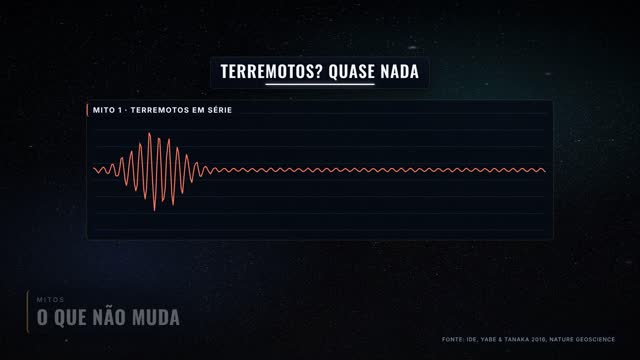 TERREMOTOS? QUASE NADA
MITO 1 · TERREMOTOS EM SÉRIE
MITOS
O QUE NÃO MUDA
FONTE: IDE, YABE & TANAKA 2016, NATURE GEOSCIENCE